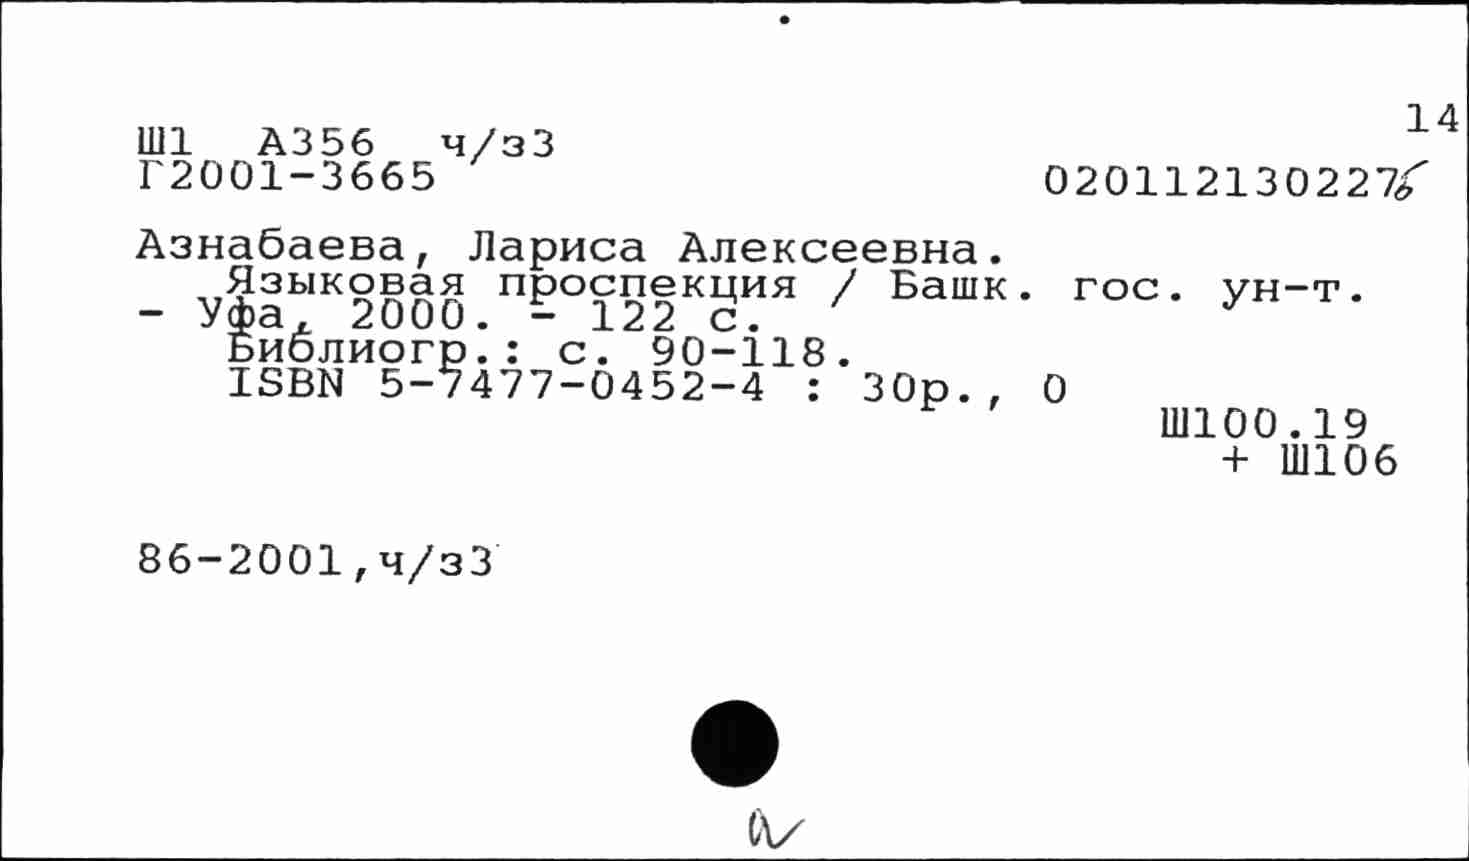 14
Ш1 А356 ч/з3
Г2001-3665 020112130227б
Азнабаева, Лариса Алексеевна.
Языковая проспекция / Башк. гос. ун-т.
- Уфа, 2000. - 122 с.
Библиогр.: с. 90-118.
ISBN 5-7477-0452-4 : 30р., 0
Ш100.19
+ Ш106
86-2001,ч/з3